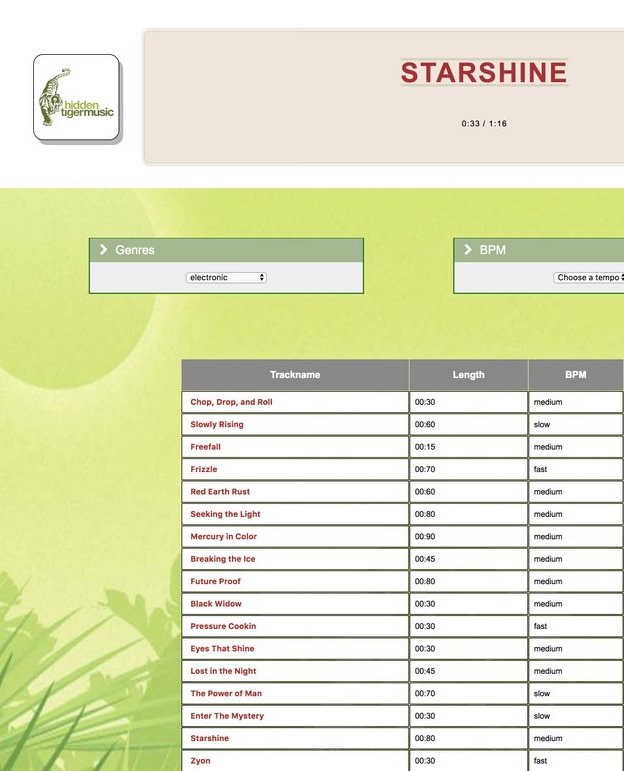 STARSHINE
hidden
tigermusic
0:33 / 1:16
Genres
BPM
electronic
Choose a tempo
Trackname Length BPM
Chop, Drop, and Roll 00:30 medium
Slowly Rising 00:60 slow
Freefall 00:15 medium
Frizzle 00:70 fast
Red Earth Rust 00:60 medium
Seeking the Light 00:80 medium
Mercury in Color 00:90 medium
Breaking the Ice 00:45 medium
Future Proof 00:80 medium
Black Widow 00:30 medium
Pressure Cookin 00:30 fast
Eyes That Shine 00:30 medium
Lost in the Night 00:45 medium
The Power of Man 00:70 slow
Enter The Mystery 00:30 slow
Starshine 00:80 medium
Zyon 00:30 fast